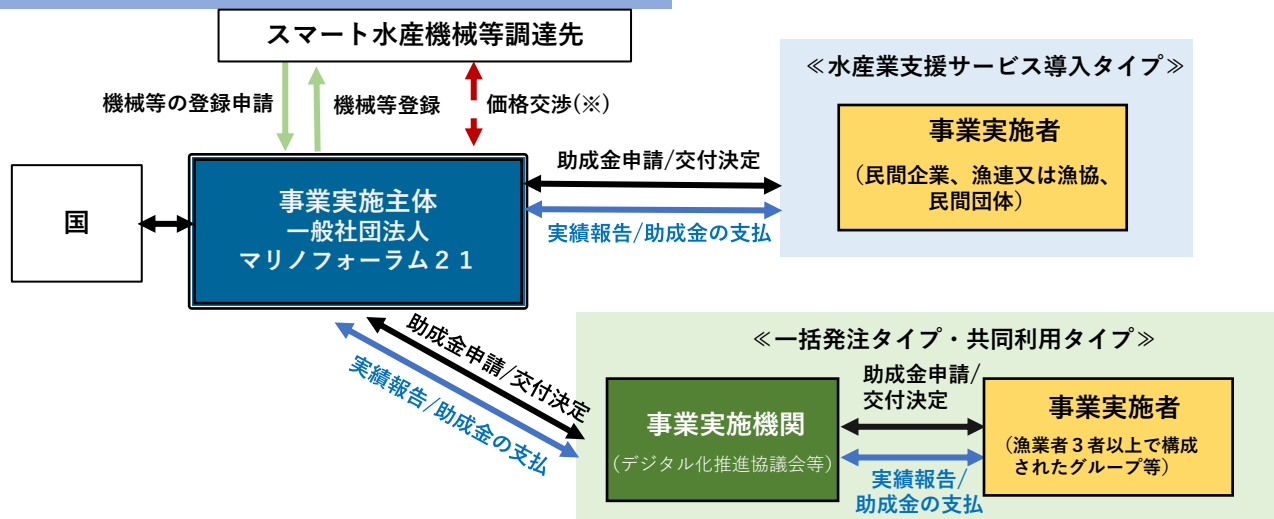 スマート水産機械等調達先
機械等の登録申請
機械等登録
価格交渉(※)
≪水産業支援サービス導入タイプ≫
事業実施者
（民間企業、漁連又は漁協、
民間団体）
助成金申請/交付決定
実績報告/助成金の支払
国
事業実施主体
一般社団法人
マリノフォーラム２１
助成金申請/交付決定
実績報告/助成金の支払
≪一括発注タイプ・共同利用タイプ≫
事業実施機関
（デジタル化推進協議会等）
助成金申請/
交付決定
実績報告/
助成金の支払
事業実施者
（漁業者３者以上で構成
されたグループ等）